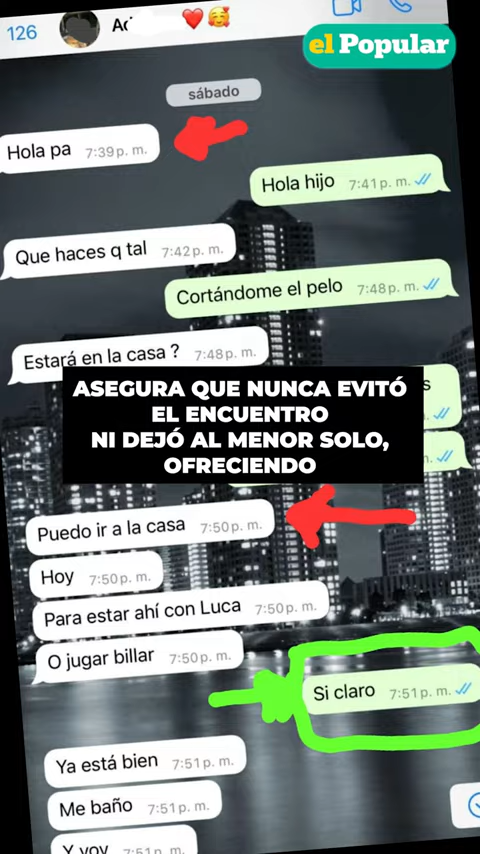 126
el Popular
sábado
Hola pa 7:39 p. m.
Hola hijo 7:41 p. m.
Que haces q tal 7:42 p. m.
Cortándome el pelo 7:48 p. m.
Estará en la casa ? 7:48 p. m.
ASEGURA QUE NUNCA EVITÓ
EL ENCUENTRO
NI DEJÓ AL MENOR SOLO,
OFRECIENDO
Puedo ir a la casa 7:50 p. m.
Hoy 7:50 p. m.
Para estar ahí con Luca 7:50 p. m.
O jugar billar 7:50 p. m.
Si claro 7:51 p. m.
Ya está bien 7:51 p. m.
Me baño 7:51 p. m.
Y voy 7:51 p. m.